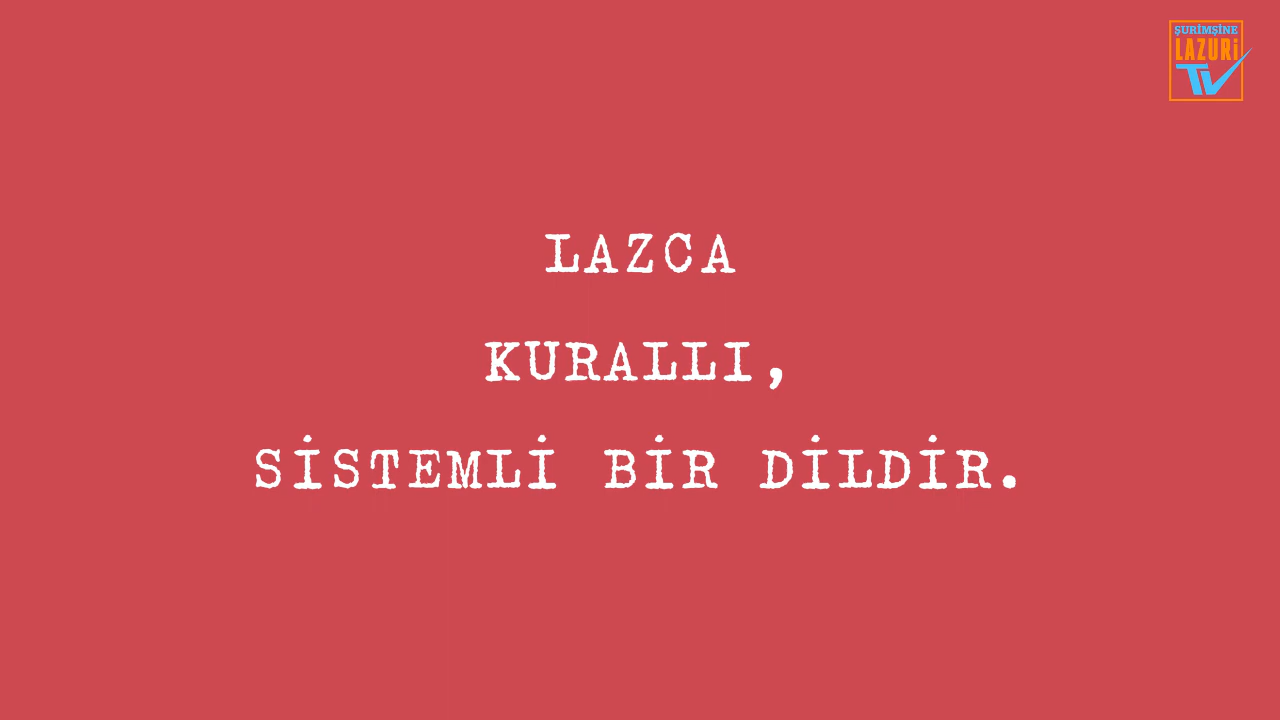 ŞURİMŞİNE
LAZURİ
TV
LAZCA
KURALLI,
SİSTEMLİ BİR DİLDİR.